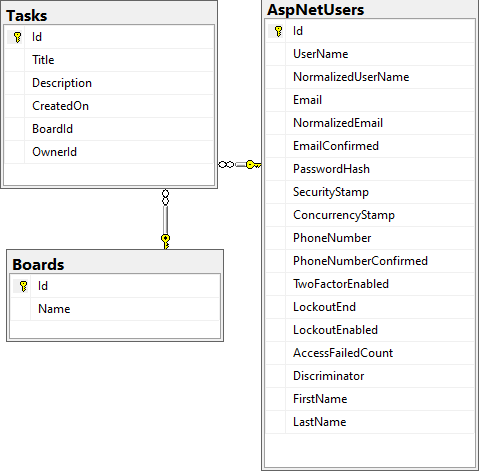 Tasks
Id
Title
Description
CreatedOn
BoardId
OwnerId
Boards
Id
Name
AspNetUsers
Id
UserName
NormalizedUserName
Email
NormalizedEmail
EmailConfirmed
PasswordHash
SecurityStamp
ConcurrencyStamp
PhoneNumber
PhoneNumberConfirmed
TwoFactorEnabled
LockoutEnd
LockoutEnabled
AccessFailedCount
Discriminator
FirstName
LastName